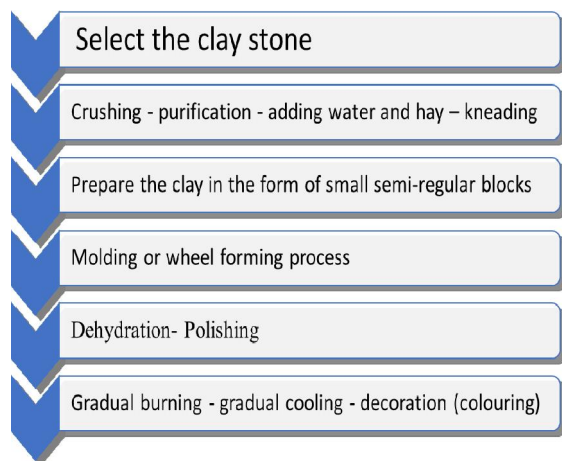 Select the clay stone
Crushing - purification - adding water and hay – kneading
Prepare the clay in the form of small semi-regular blocks
Molding or wheel forming process
Dehydration- Polishing
Gradual burning - gradual cooling - decoration (colouring)